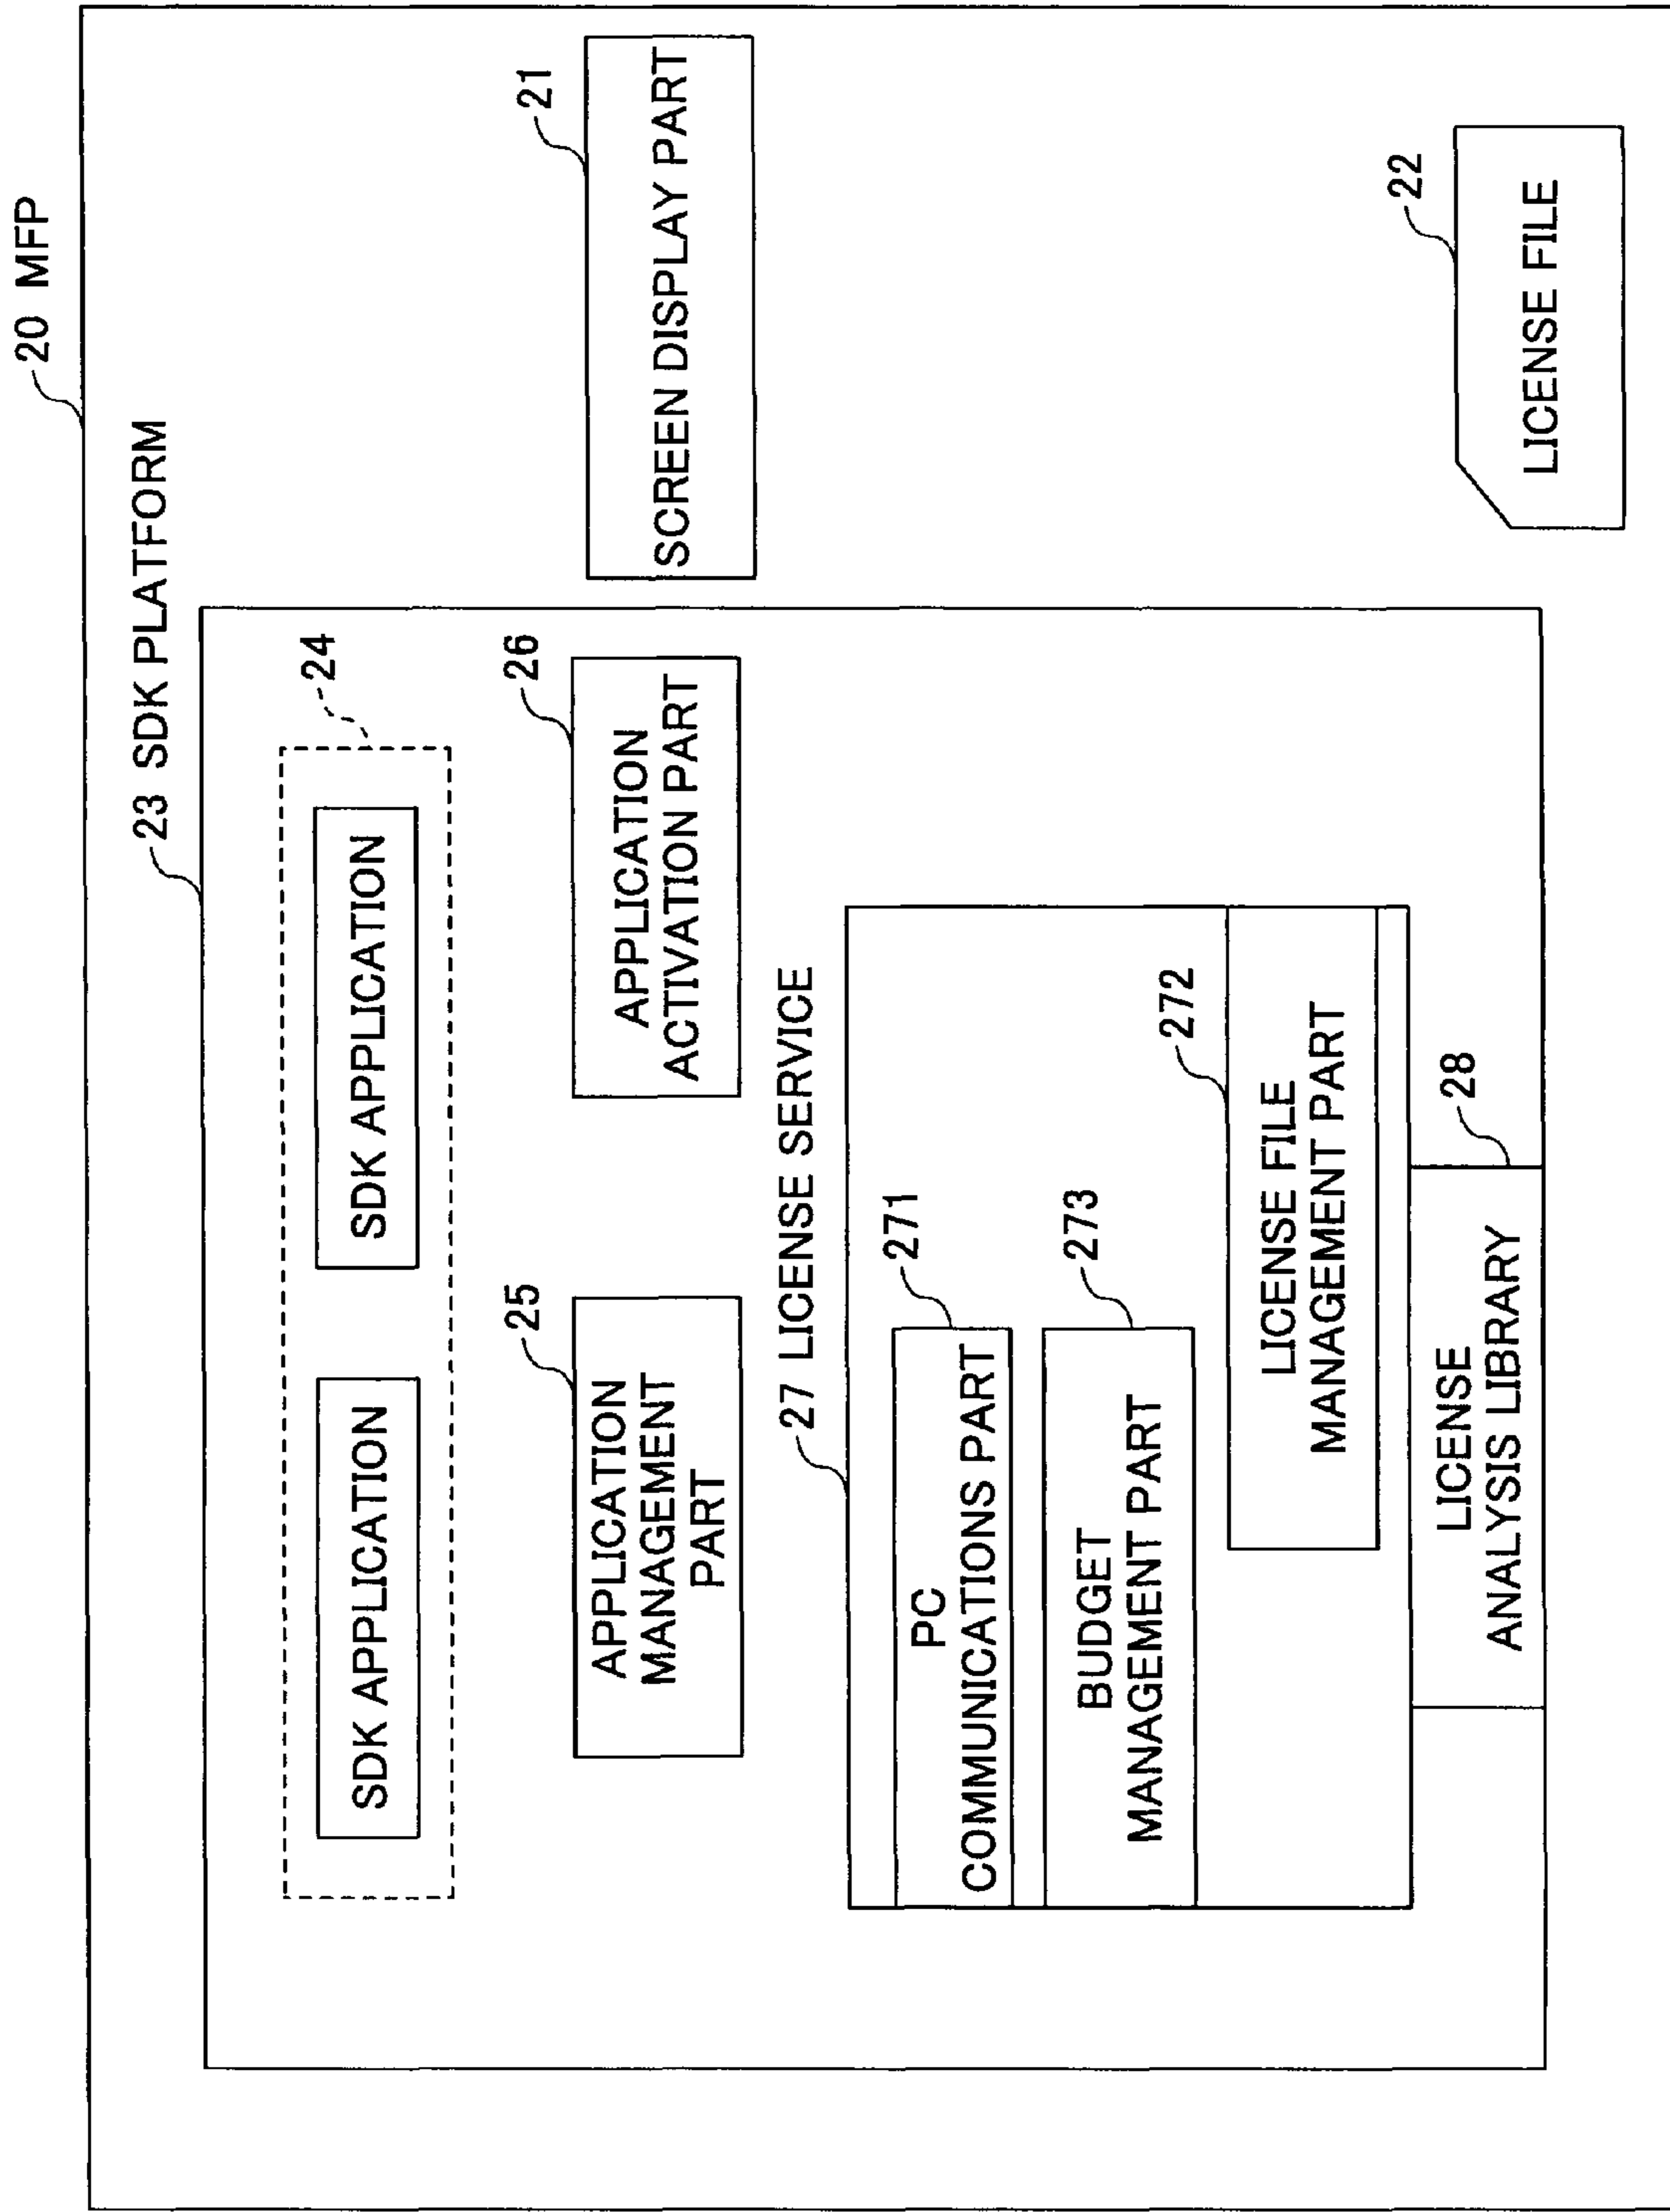 20 MFP
23 SDK PLATFORM
24
SDK APPLICATION
SDK APPLICATION
25
APPLICATION
MANAGEMENT
PART
26
APPLICATION
ACTIVATION PART
21
SCREEN DISPLAY PART
27 LICENSE SERVICE
271
PC
COMMUNICATIONS PART
273
BUDGET
MANAGEMENT PART
272
LICENSE FILE
MANAGEMENT PART
28
LICENSE
ANALYSIS LIBRARY
22
LICENSE FILE